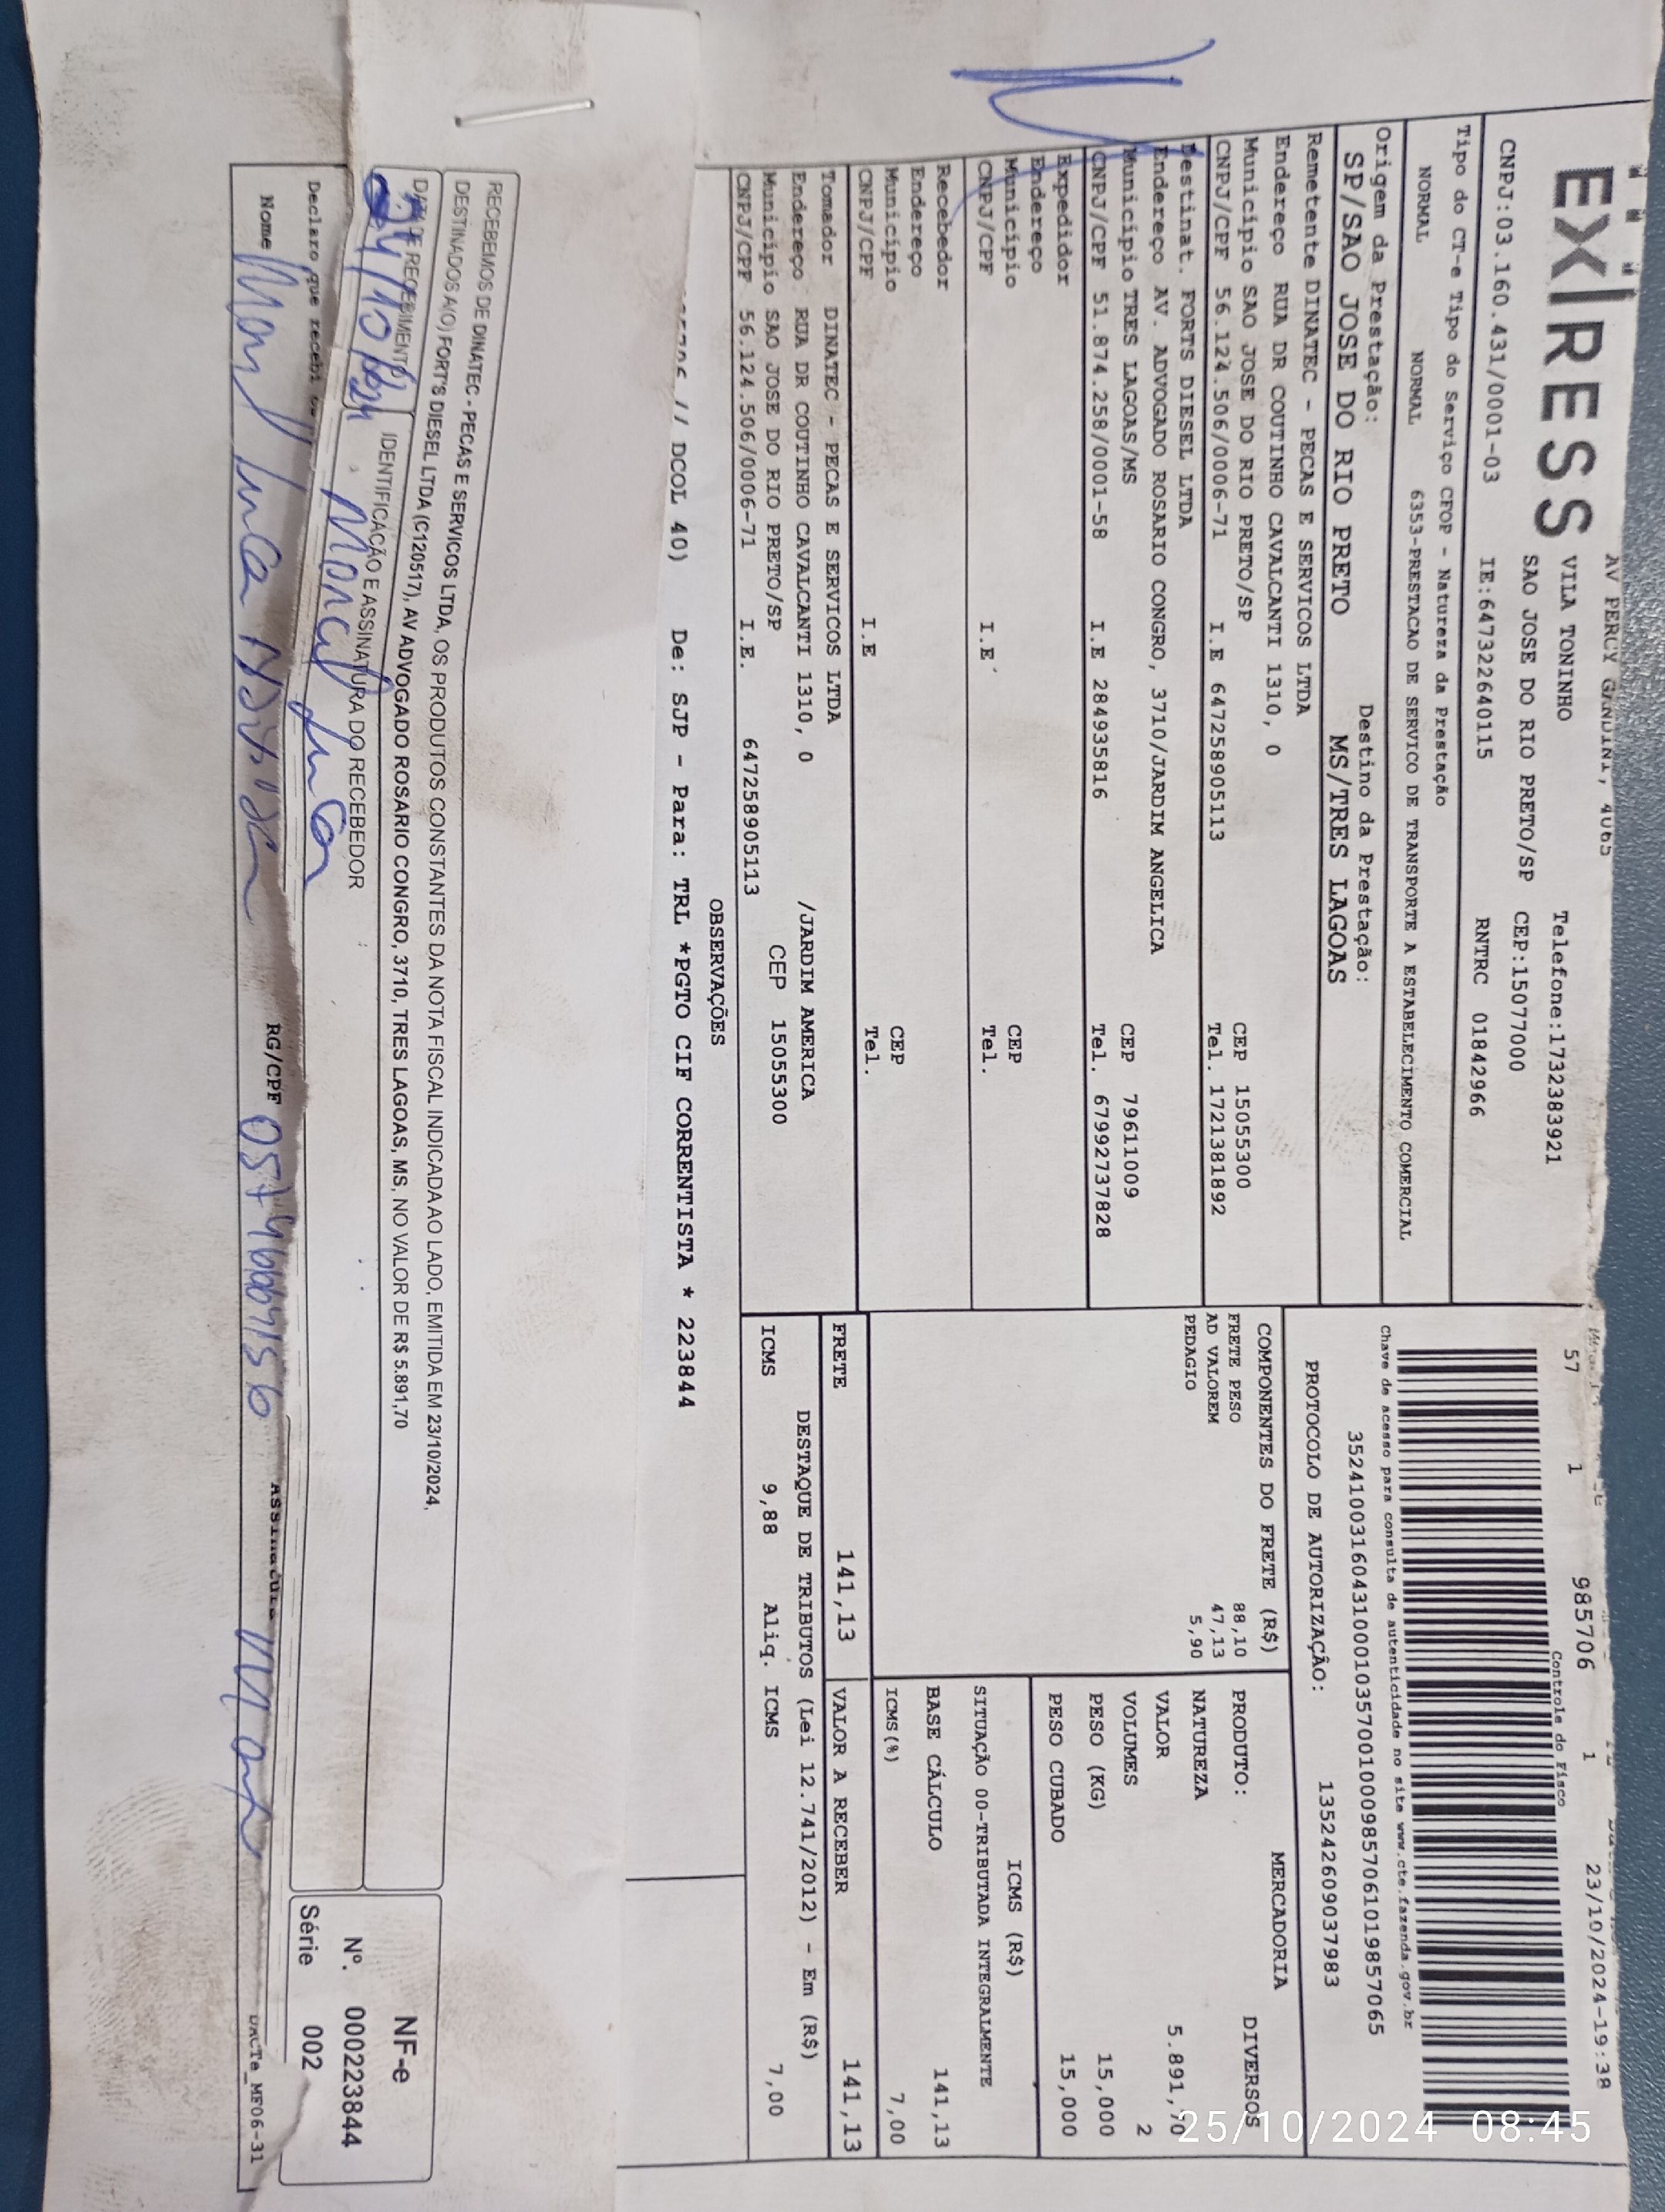 EXPRESS
AV PERCY GANDINI, 4065
VILA TONINHO Telefone:1732383921
SAO JOSE DO RIO PRETO/SP CEP:15077000
CNPJ:03.160.431/0001-03 IE:647322640115 RNTRC 01842966
Tipo do CT-e Tipo do Serviço CFOP - Natureza da Prestação
NORMAL NORMAL 6353-PRESTACAO DE SERVICO DE TRANSPORTE A ESTABELECIMENTO COMERCIAL
Origem da Prestação: Destino da Prestação:
SP/SAO JOSE DO RIO PRETO MS/TRES LAGOAS
57 1 985706 1 23/10/2024-19:38
Controle do Fisco
Chave de acesso para consulta de autenticidade no site www.cte.fazenda.gov.br
35241003160431000103570010009857061019857065
PROTOCOLO DE AUTORIZAÇÃO: 135242609037983
Remetente DINATEC - PECAS E SERVICOS LTDA
Endereço RUA DR COUTINHO CAVALCANTI 1310, 0
Município SAO JOSE DO RIO PRETO/SP CEP 15055300
CNPJ/CPF 56.124.506/0006-71 I.E 647258905113 Tel. 1721381892
Destinat. FORTS DIESEL LTDA
Endereço AV. ADVOGADO ROSARIO CONGRO, 3710/JARDIM ANGELICA
Município TRES LAGOAS/MS CEP 79611009
CNPJ/CPF 51.874.258/0001-58 I.E 284935816 Tel. 67992737828
Expedidor
Endereço
Município CEP
CNPJ/CPF I.E Tel.
Recebedor
Endereço
Município CEP
CNPJ/CPF I.E Tel.
Tomador DINATEC - PECAS E SERVICOS LTDA
Endereço RUA DR COUTINHO CAVALCANTI 1310, 0 /JARDIM AMERICA
Município SAO JOSE DO RIO PRETO/SP CEP 15055300
CNPJ/CPF 56.124.506/0006-71 I.E. 647258905113
COMPONENTES DO FRETE (R$)
FRETE PESO 88,10
AD VALOREM 47,13
PEDAGIO 5,90
MERCADORIA
PRODUTO: DIVERSOS
NATUREZA
VALOR 5.891,70
VOLUMES 2
PESO (KG) 15,000
PESO CUBADO 15,000
ICMS (R$)
SITUAÇÃO 00-TRIBUTADA INTEGRALMENTE
BASE CÁLCULO 141,13
ICMS(%) 7,00
FRETE 141,13 VALOR A RECEBER 141,13
DESTAQUE DE TRIBUTOS (Lei 12.741/2012) - Em (R$)
ICMS 9,88 Aliq. ICMS 7,00
OBSERVAÇÕES
// DCOL 40) De: SJP - Para: TRL *PGTO CIF CORRENTISTA * 223844
RECEBEMOS DE DINATEC - PECAS E SERVICOS LTDA, OS PRODUTOS CONSTANTES DA NOTA FISCAL INDICADA AO LADO, EMITIDA EM 23/10/2024,
DESTINADOS A(O) FORT'S DIESEL LTDA (C120517), AV ADVOGADO ROSARIO CONGRO, 3710, TRES LAGOAS, MS, NO VALOR DE R$ 5.891,70
DATA DE RECEBIMENTO IDENTIFICAÇÃO E ASSINATURA DO RECEBEDOR
NF-e
Nº. 000223844
Série 002
Declaro que recebi os
Nome RG/CPF Assinatura
DACTe_MF06-31
25/10/2024 08:45